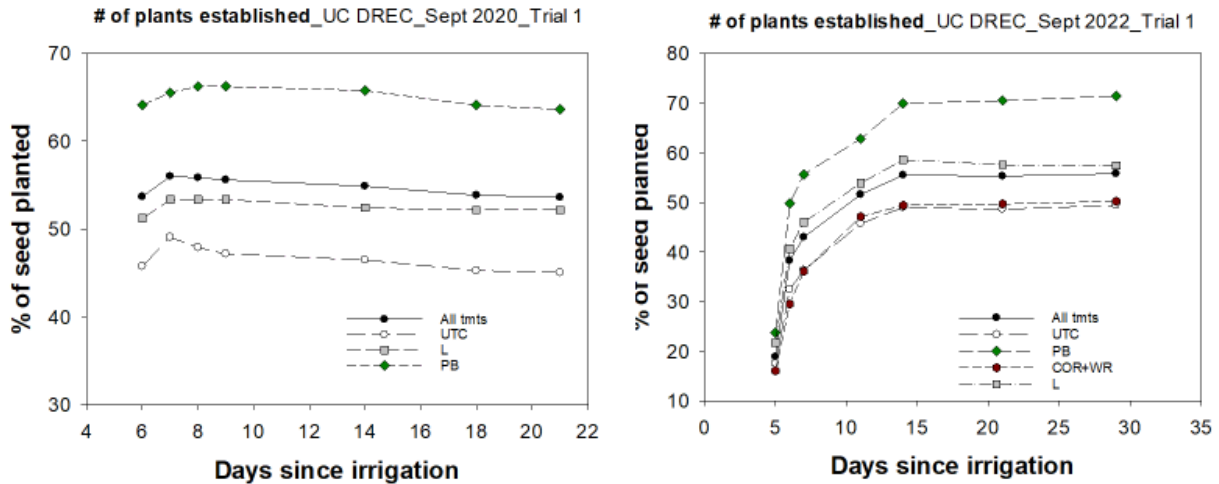 # of plants established_UC DREC_Sept 2020_Trial 1
70
60
50
40
30
% of seed planted
4 6 8 10 12 14 16 18 20 22
Days since irrigation
All tmts
UTC
L
PB
# of plants established_UC DREC_Sept 2022_Trial 1
80
70
60
50
40
30
20
10
% of seed planted
0 5 10 15 20 25 30 35
Days since irrigation
All tmts
UTC
PB
COR+WR
L